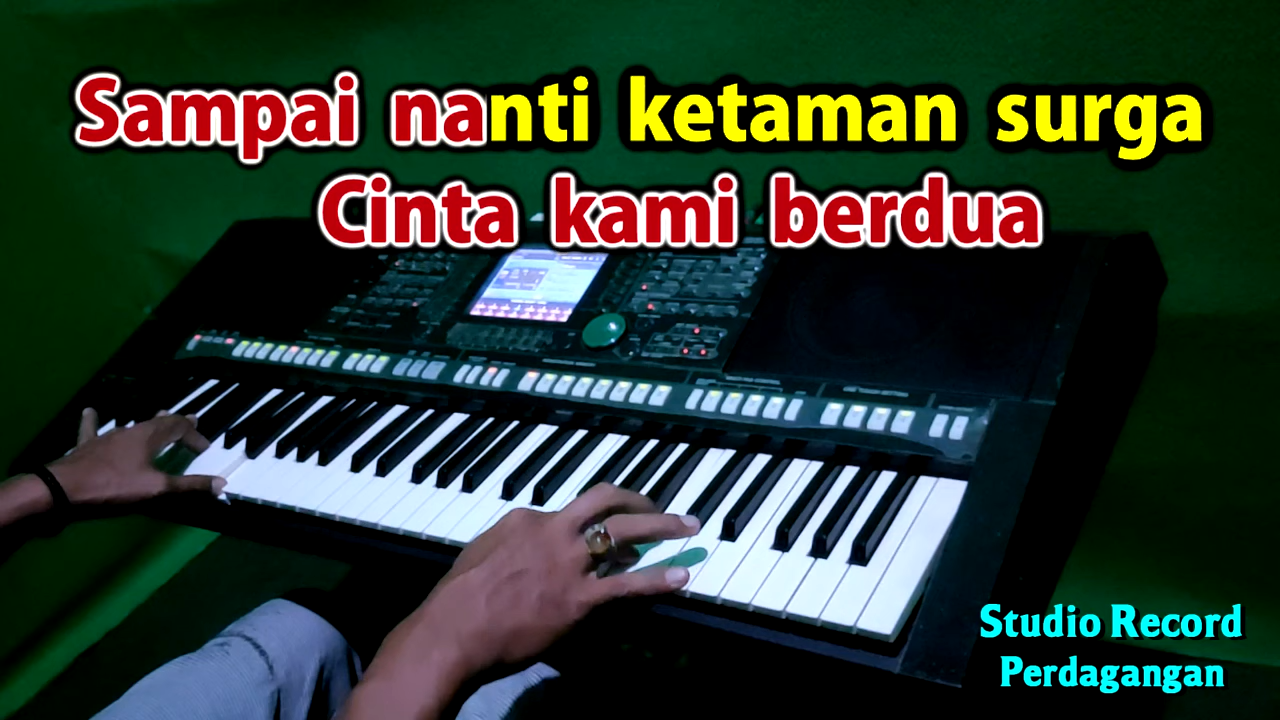 Sampai nanti ketaman surga
Cinta kami berdua
Studio Record
Perdagangan